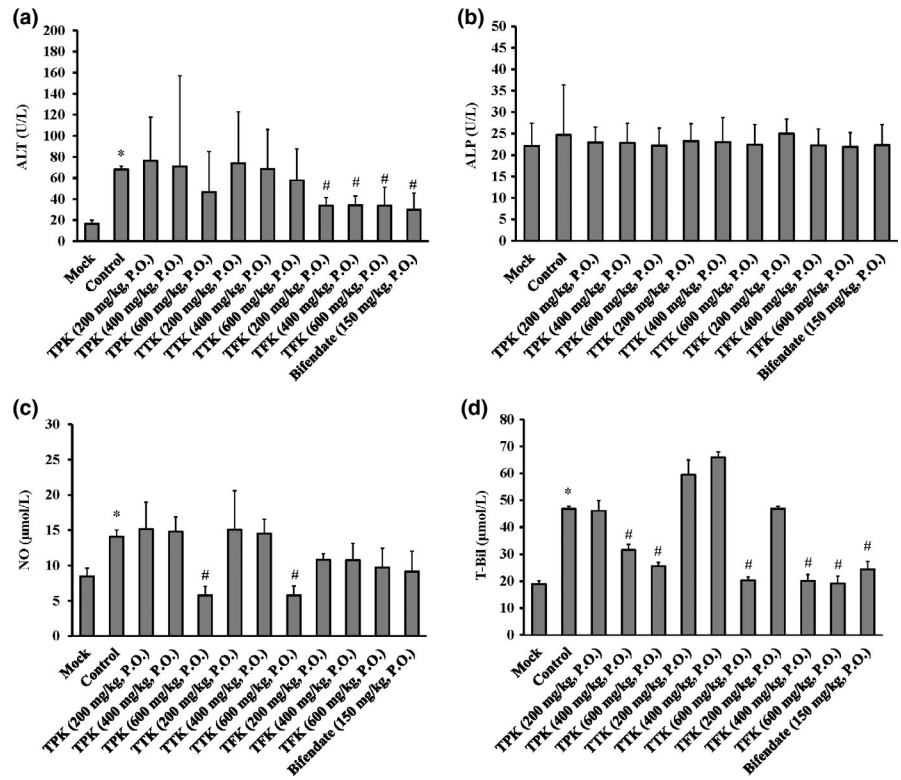 (a)
200
180
160
140
120
100
80
60
40
20
0
ALT (U/L)
*
# # # #
Mock
Control
TPK (200 mg/kg, P.O.)
TPK (400 mg/kg, P.O.)
TPK (600 mg/kg, P.O.)
TTK (200 mg/kg, P.O.)
TTK (400 mg/kg, P.O.)
TTK (600 mg/kg, P.O.)
TFK (200 mg/kg, P.O.)
TFK (400 mg/kg, P.O.)
TFK (600 mg/kg, P.O.)
Bifendate (150 mg/kg, P.O.)
(b)
50
45
40
35
30
25
20
15
10
5
0
ALP (U/L)
Mock
Control
TPK (200 mg/kg, P.O.)
TPK (400 mg/kg, P.O.)
TPK (600 mg/kg, P.O.)
TTK (200 mg/kg, P.O.)
TTK (400 mg/kg, P.O.)
TTK (600 mg/kg, P.O.)
TFK (200 mg/kg, P.O.)
TFK (400 mg/kg, P.O.)
TFK (600 mg/kg, P.O.)
Bifendate (150 mg/kg, P.O.)
(c)
30
25
20
15
10
5
0
NO (μmol/L)
*
# #
Mock
Control
TPK (200 mg/kg, P.O.)
TPK (400 mg/kg, P.O.)
TPK (600 mg/kg, P.O.)
TTK (200 mg/kg, P.O.)
TTK (400 mg/kg, P.O.)
TTK (600 mg/kg, P.O.)
TFK (200 mg/kg, P.O.)
TFK (400 mg/kg, P.O.)
TFK (600 mg/kg, P.O.)
Bifendate (150 mg/kg, P.O.)
(d)
80
70
60
50
40
30
20
10
0
T-Bil (μmol/L)
*
# # # # # #
Mock
Control
TPK (200 mg/kg, P.O.)
TPK (400 mg/kg, P.O.)
TPK (600 mg/kg, P.O.)
TTK (200 mg/kg, P.O.)
TTK (400 mg/kg, P.O.)
TTK (600 mg/kg, P.O.)
TFK (200 mg/kg, P.O.)
TFK (400 mg/kg, P.O.)
TFK (600 mg/kg, P.O.)
Bifendate (150 mg/kg, P.O.)